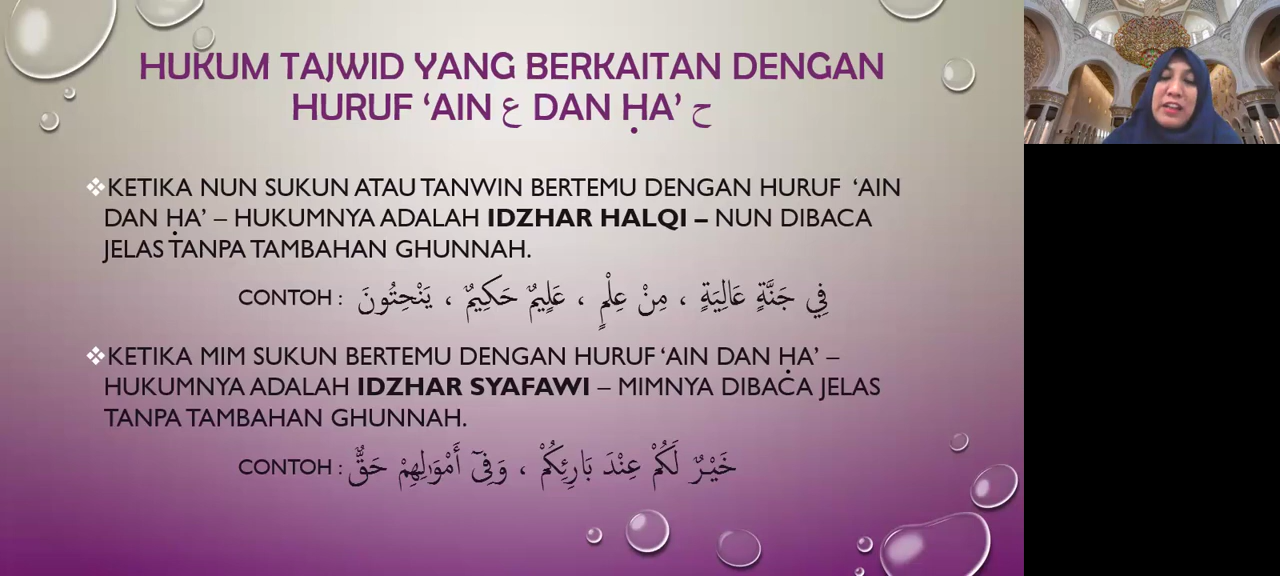 HUKUM TAJWID YANG BERKAITAN DENGAN
HURUF ‘AIN ع DAN ḤA’ ح
❖KETIKA NUN SUKUN ATAU TANWIN BERTEMU DENGAN HURUF ‘AIN
DAN ḤA’ – HUKUMNYA ADALAH IDZHAR HALQI – NUN DIBACA
JELAS TANPA TAMBAHAN GHUNNAH.
CONTOH : فِي جَنَّةٍ عَالِيَةٍ ، مِنْ عِلْمٍ ، عَلِيمٌ حَكِيمٌ ، يَنْحِتُونَ
❖KETIKA MIM SUKUN BERTEMU DENGAN HURUF ‘AIN DAN ḤA’ –
HUKUMNYA ADALAH IDZHAR SYAFAWI – MIMNYA DIBACA JELAS
TANPA TAMBAHAN GHUNNAH.
CONTOH : خَيْرٌ لَكُمْ عِنْدَ بَارِئِكُمْ ، وَفِىٓ أَمْوَٰلِهِمْ حَقٌّ